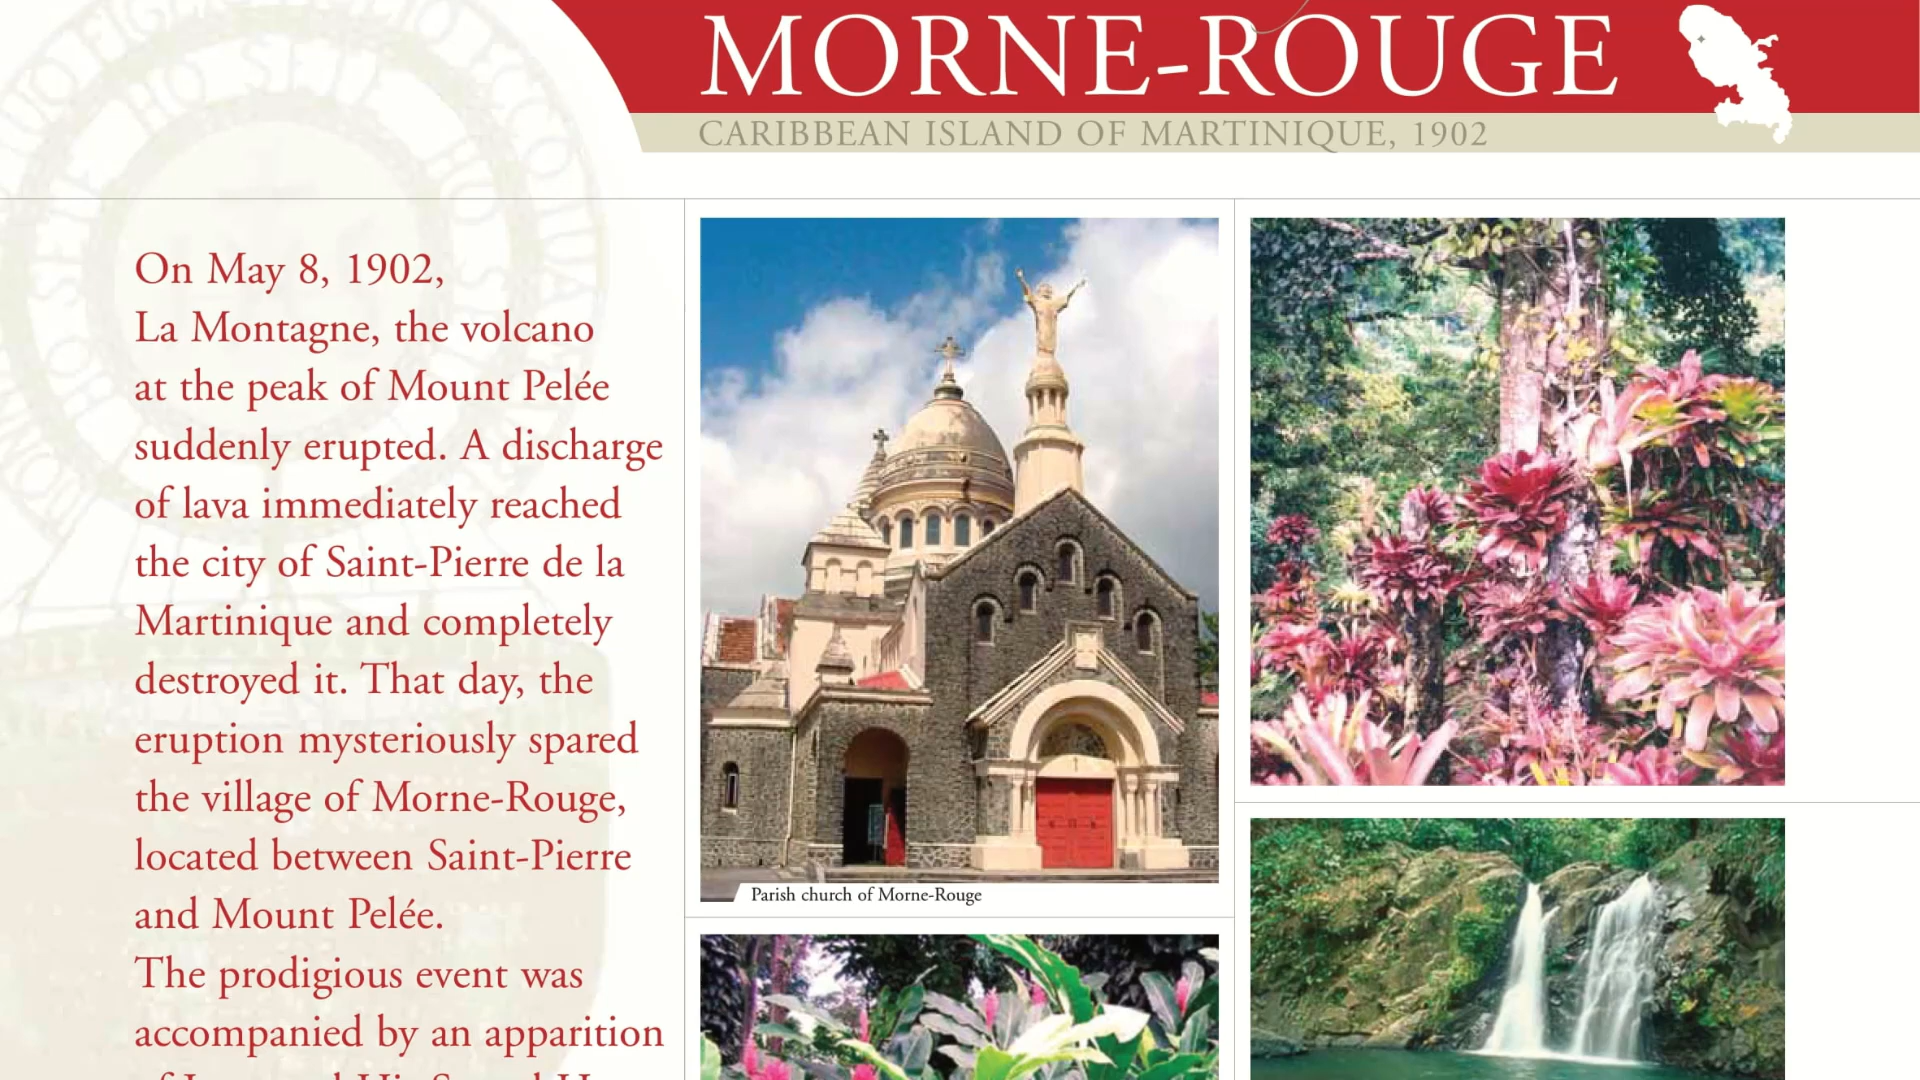 MORNE-ROUGE
CARIBBEAN ISLAND OF MARTINIQUE, 1902
On May 8, 1902,
La Montagne, the volcano
at the peak of Mount Pelée
suddenly erupted. A discharge
of lava immediately reached
the city of Saint-Pierre de la
Martinique and completely
destroyed it. That day, the
eruption mysteriously spared
the village of Morne-Rouge,
located between Saint-Pierre
and Mount Pelée.
The prodigious event was
accompanied by an apparition
Parish church of Morne-Rouge